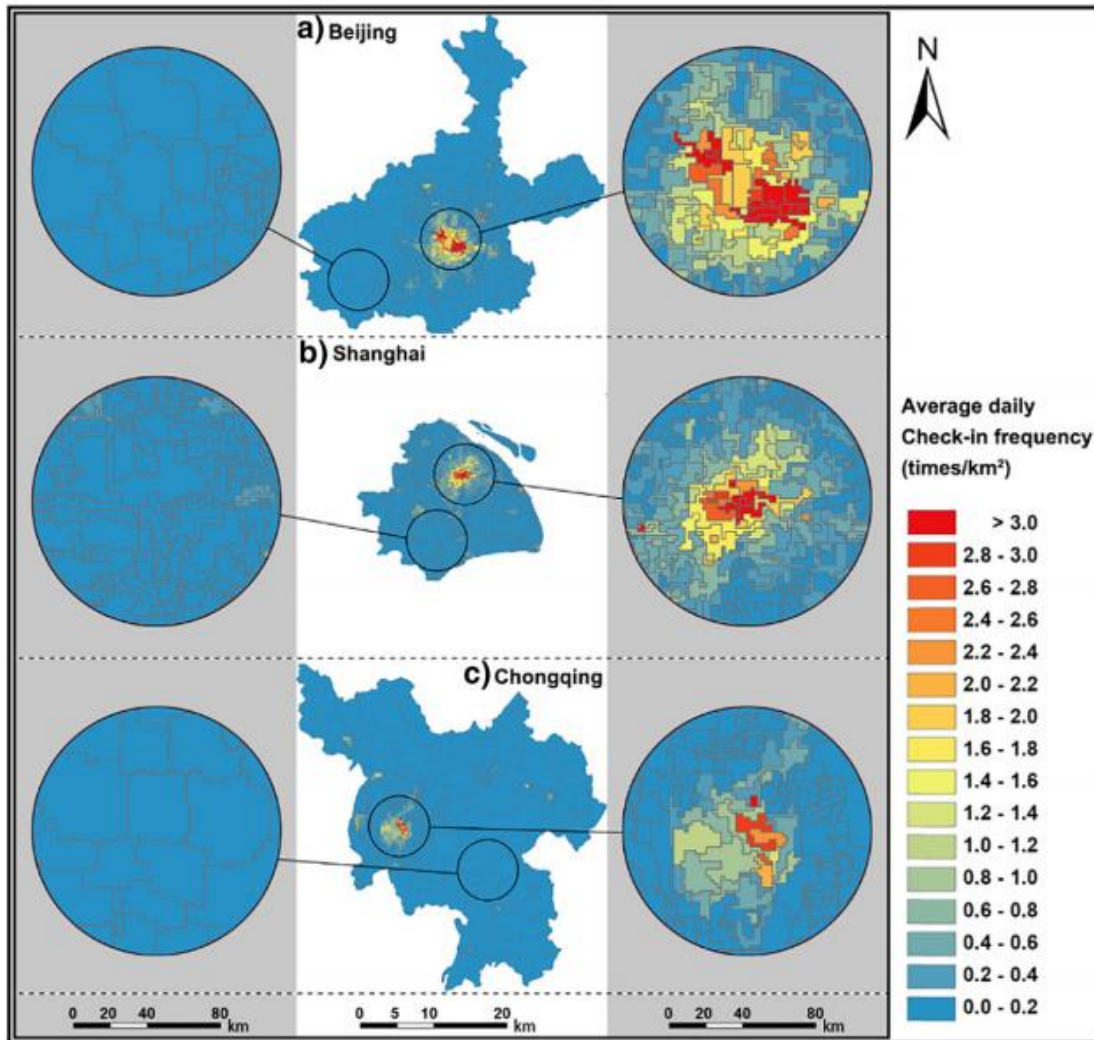 a) Beijing
N
b) Shanghai
Average daily
Check-in frequency
(times/km²)
> 3.0
2.8 - 3.0
2.6 - 2.8
2.4 - 2.6
2.2 - 2.4
2.0 - 2.2
1.8 - 2.0
1.6 - 1.8
1.4 - 1.6
1.2 - 1.4
1.0 - 1.2
0.8 - 1.0
0.6 - 0.8
0.4 - 0.6
0.2 - 0.4
0.0 - 0.2
c) Chongqing
0 20 40 80
km
0 5 10 20
km
0 20 40 80
km